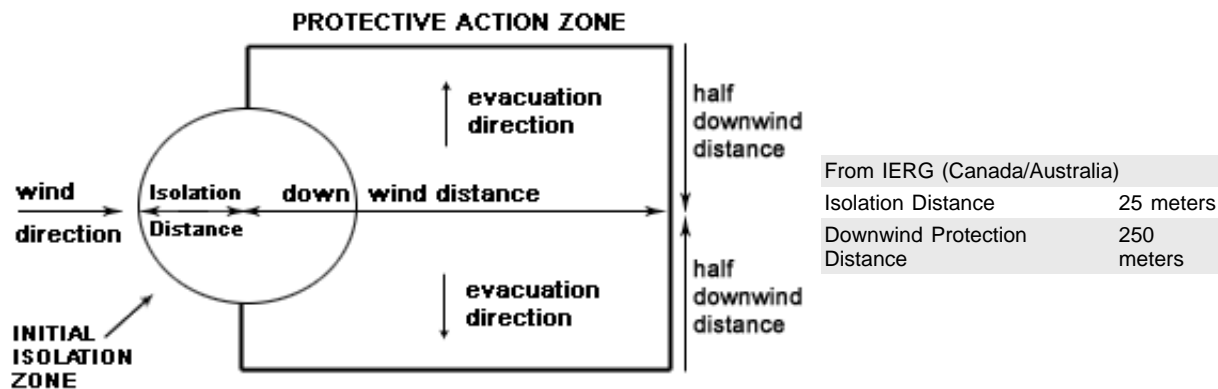 PROTECTIVE ACTION ZONE
evacuation
direction
half
downwind
distance
wind
direction
Isolation
Distance
down wind distance
evacuation
direction
half
downwind
distance
INITIAL
ISOLATION
ZONE
From IERG (Canada/Australia)
Isolation Distance 25 meters
Downwind Protection 250
Distance meters